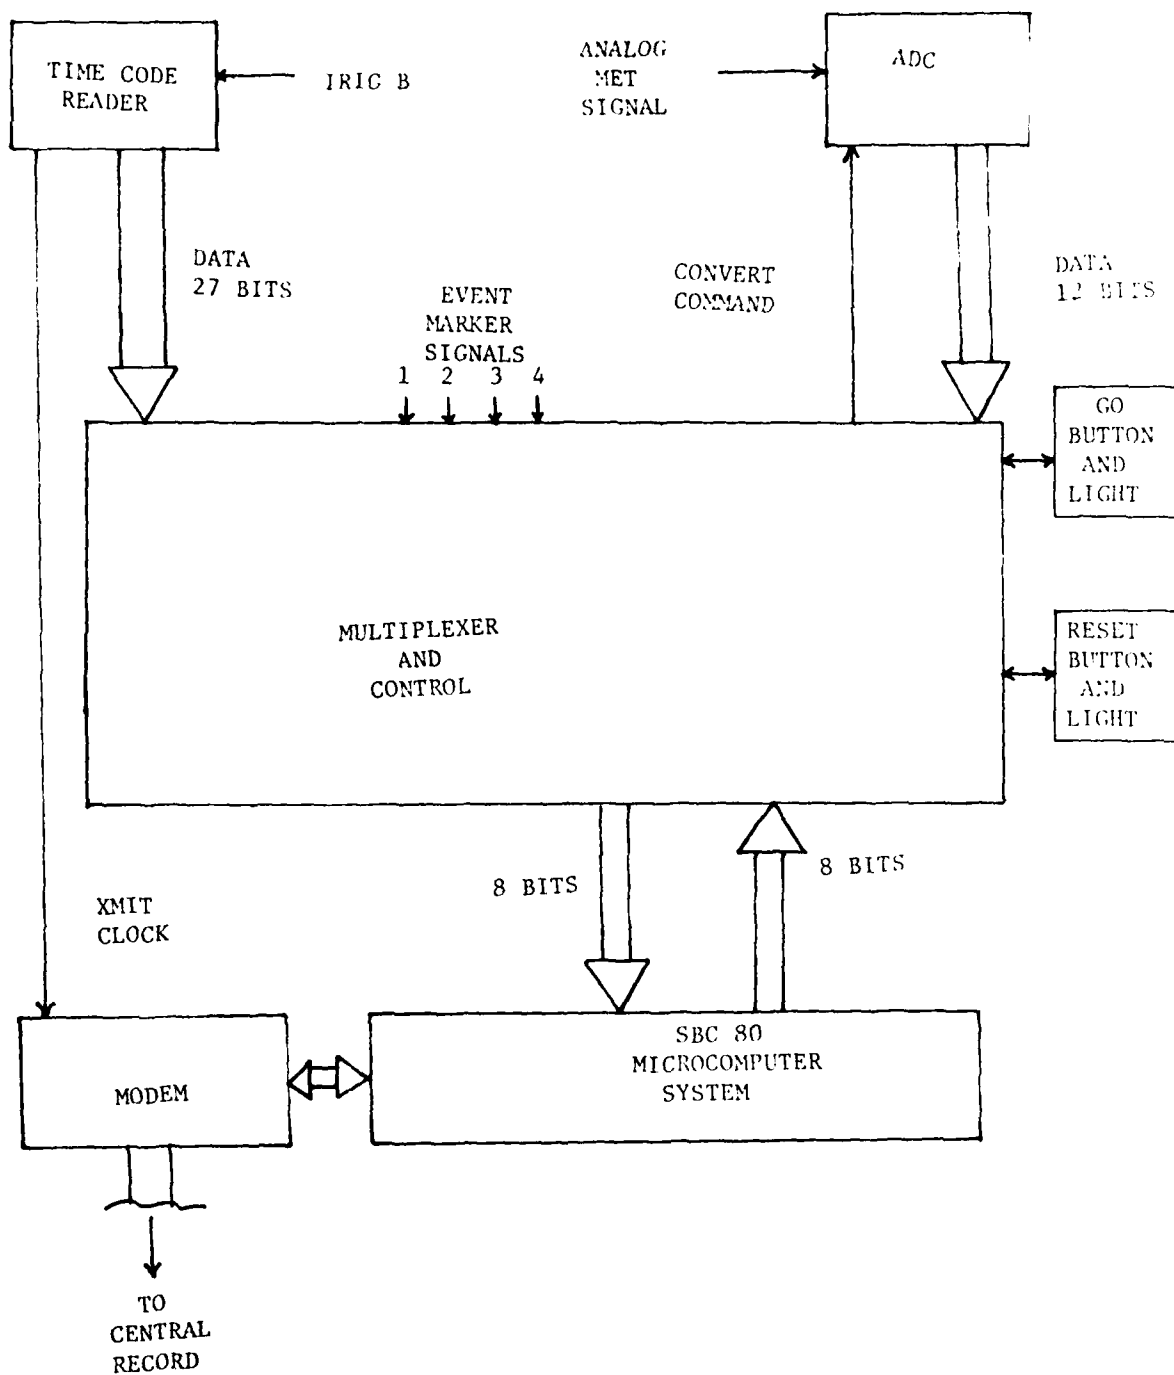 TIME CODE
READER
IRIG B
ANALOG
MET
SIGNAL
ADC
DATA
27 BITS
EVENT
MARKER
SIGNALS
1 2 3 4
CONVERT
COMMAND
DATA
12 BITS
GO
BUTTON
AND
LIGHT
MULTIPLEXER
AND
CONTROL
RESET
BUTTON
AND
LIGHT
8 BITS
8 BITS
XMIT
CLOCK
MODEM
SBC 80
MICROCOMPUTER
SYSTEM
TO
CENTRAL
RECORD